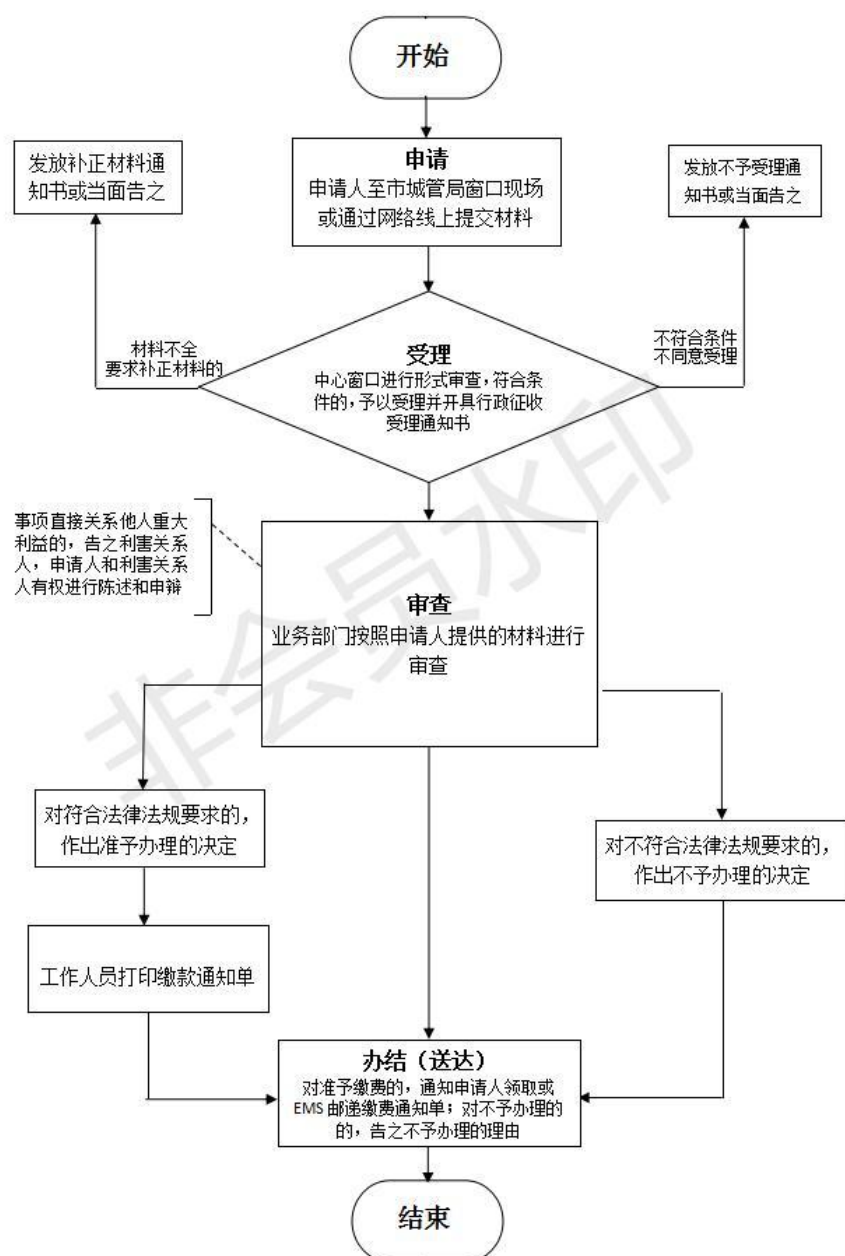 开始
申请
申请人至市城管局窗口现场
或通过网络线上提交材料
发放补正材料通
知书或当面告之
发放不予受理通
知书或当面告之
材料不全
要求补正材料的
不符合条件
不同意受理
受理
中心窗口进行形式审查，符合条
件的，予以受理并开具行政征收
受理通知书
事项直接关系他人重大
利益的，告之利害关系
人，申请人和利害关系
人有权进行陈述和申辩
审查
业务部门按照申请人提供的材料进行
审查
对符合法律法规要求的，
作出准予办理的决定
对不符合法律法规要求的，
作出不予办理的决定
工作人员打印缴款通知单
办结（送达）
对准予缴费的，通知申请人领取或
EMS邮递缴费通知单；对不予办理的
的，告之不予办理的理由
结束
非会员水印